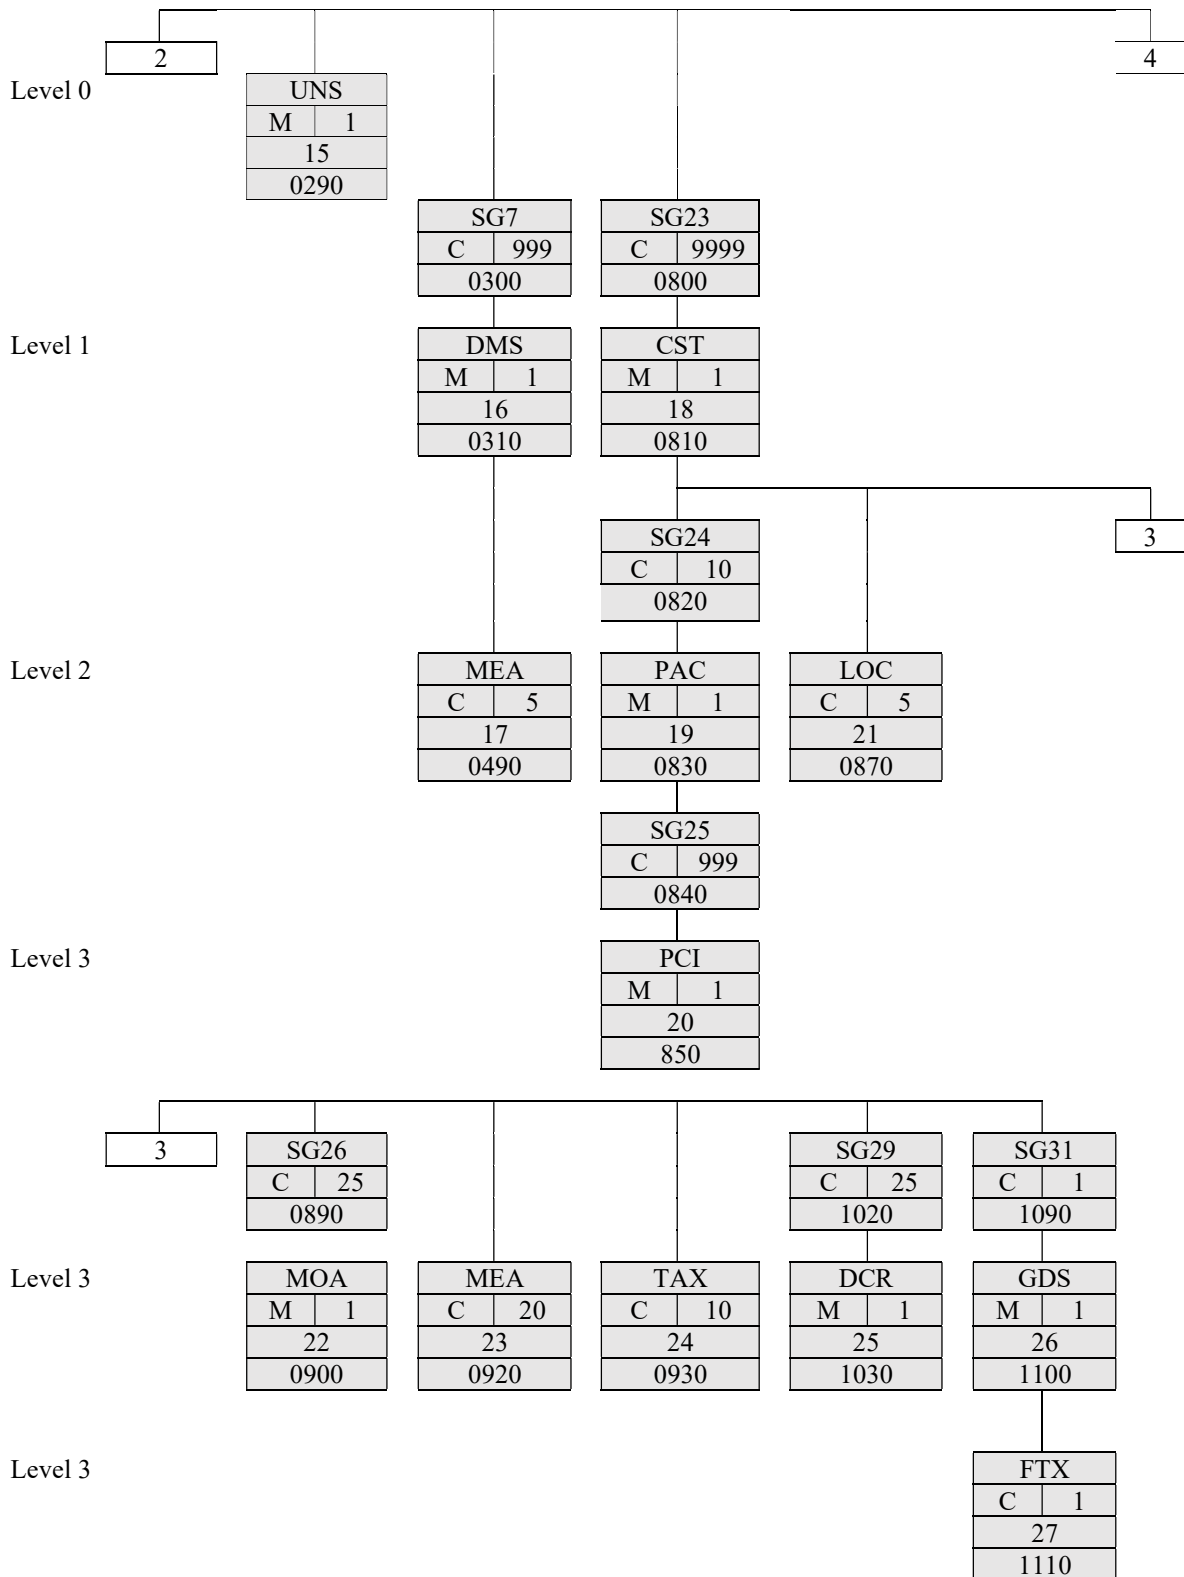 2 4
Level 0
UNS
M 1
15
0290
SG7 SG23
C 999 C 9999
0300 0800
Level 1 DMS CST
M 1 M 1
16 18
0310 0810
SG24 3
C 10
0820
Level 2 MEA PAC LOC
C 5 M 1 C 5
17 19 21
0490 0830 0870
SG25
C 999
0840
Level 3 PCI
M 1
20
850
3 SG26 SG29 SG31
C 25 C 25 C 1
0890 1020 1090
Level 3 MOA MEA TAX DCR GDS
M 1 C 20 C 10 M 1 M 1
22 23 24 25 26
0900 0920 0930 1030 1100
Level 3 FTX
C 1
27
1110